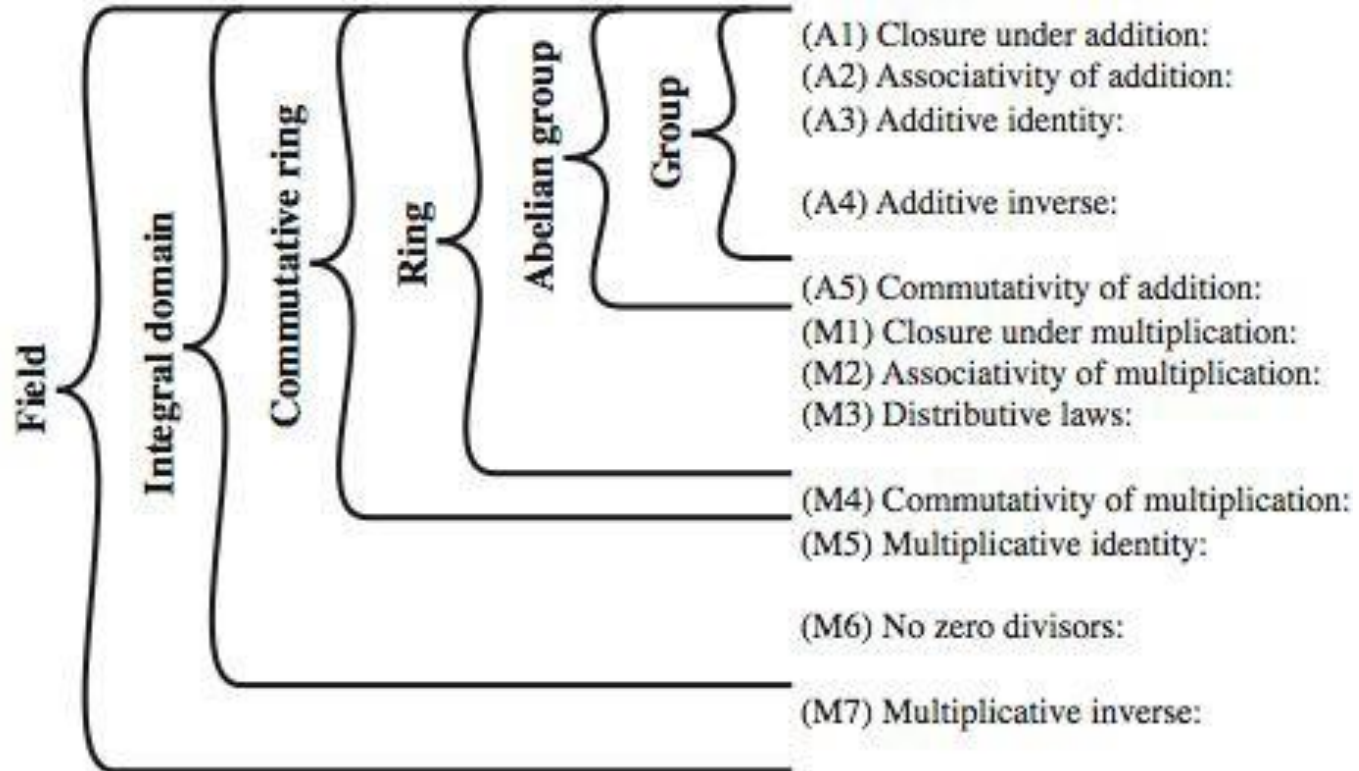 Field
Integral domain
Commutative ring
Ring
Abelian group
Group
(A1) Closure under addition:
(A2) Associativity of addition:
(A3) Additive identity:
(A4) Additive inverse:
(A5) Commutativity of addition:
(M1) Closure under multiplication:
(M2) Associativity of multiplication:
(M3) Distributive laws:
(M4) Commutativity of multiplication:
(M5) Multiplicative identity:
(M6) No zero divisors:
(M7) Multiplicative inverse: